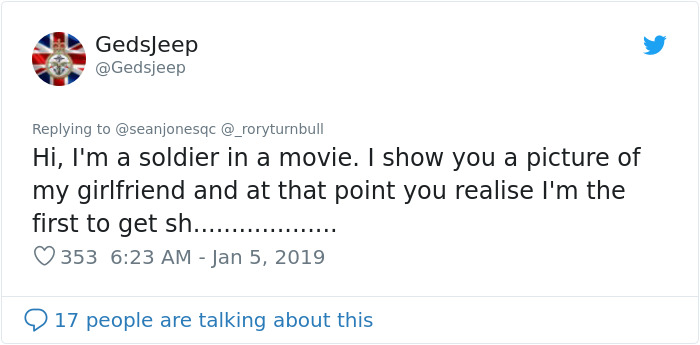 GedsJeep
@Gedsjeep
Replying to @seanjonesqc @_roryturnbull
Hi, I'm a soldier in a movie. I show you a picture of
my girlfriend and at that point you realise I'm the
first to get sh...................
353 6:23 AM - Jan 5, 2019
17 people are talking about this